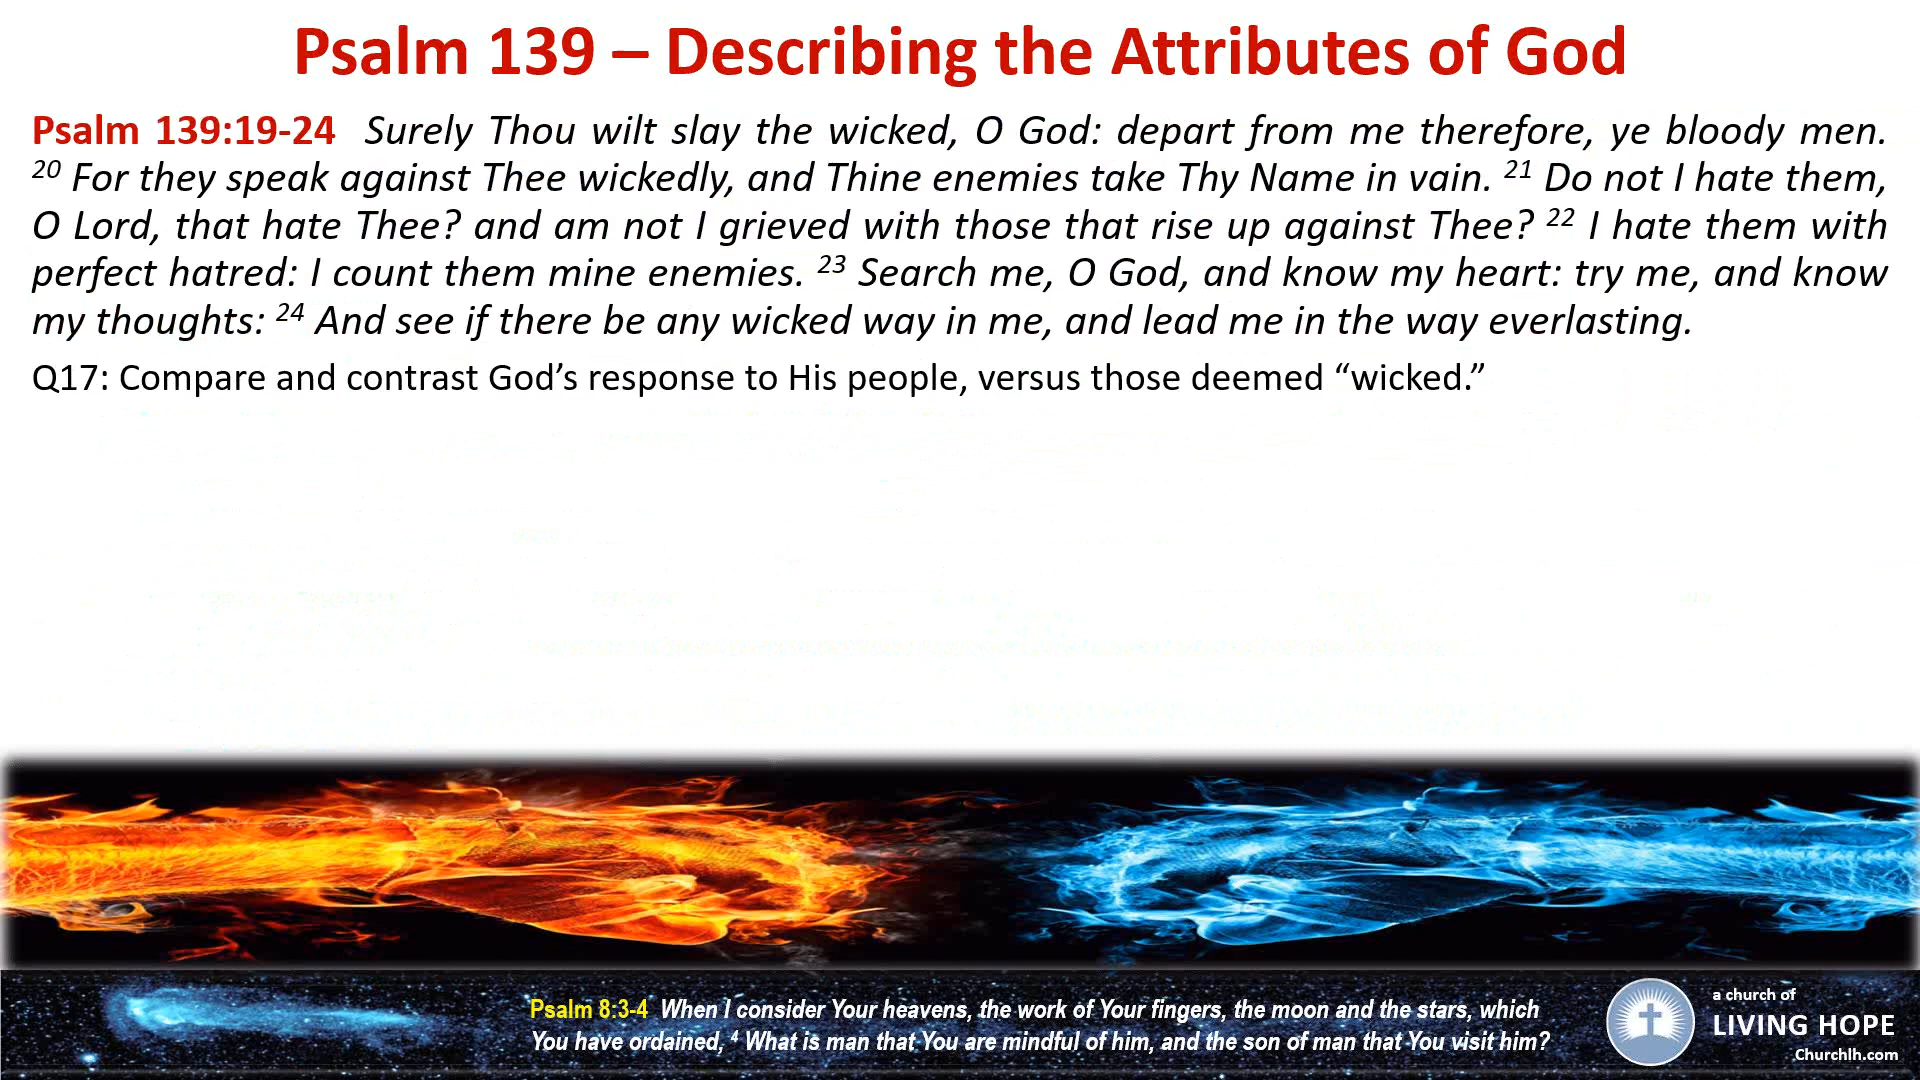 Psalm 139 – Describing the Attributes of God
Psalm 139:19-24 Surely Thou wilt slay the wicked, O God: depart from me therefore, ye bloody men.
20 For they speak against Thee wickedly, and Thine enemies take Thy Name in vain. 21 Do not I hate them,
O Lord, that hate Thee? and am not I grieved with those that rise up against Thee? 22 I hate them with
perfect hatred: I count them mine enemies. 23 Search me, O God, and know my heart: try me, and know
my thoughts: 24 And see if there be any wicked way in me, and lead me in the way everlasting.
Q17: Compare and contrast God’s response to His people, versus those deemed “wicked.”
Psalm 8:3-4 When I consider Your heavens, the work of Your fingers, the moon and the stars, which
You have ordained, 4 What is man that You are mindful of him, and the son of man that You visit him?
a church of
LIVING HOPE
Churchlh.com